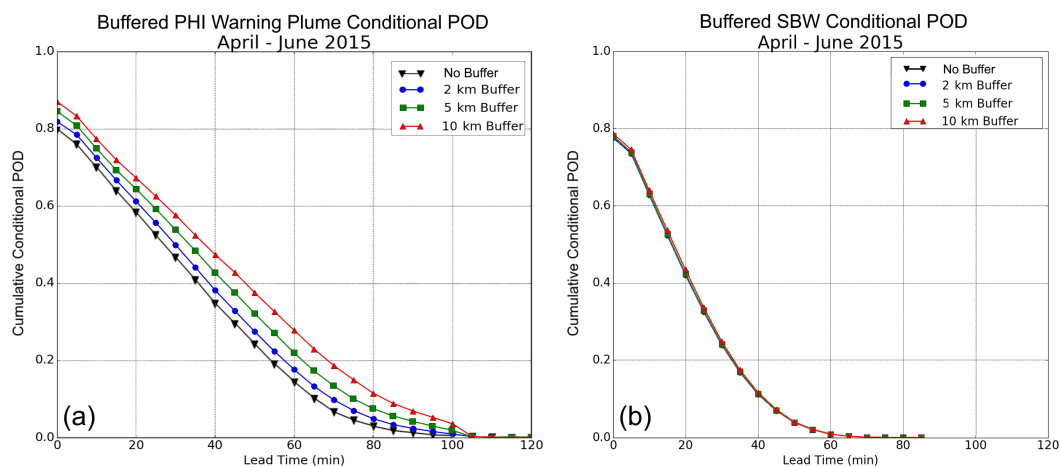 Buffered PHI Warning Plume Conditional POD
April - June 2015
Cumulative Conditional POD
1.0
0.8
0.6
0.4
0.2
0.0
No Buffer
2 km Buffer
5 km Buffer
10 km Buffer
(a)
0 20 40 60 80 100 120
Lead Time (min)
Buffered SBW Conditional POD
April - June 2015
Cumulative Conditional POD
1.0
0.8
0.6
0.4
0.2
0.0
No Buffer
2 km Buffer
5 km Buffer
10 km Buffer
(b)
0 20 40 60 80 100 120
Lead Time (min)